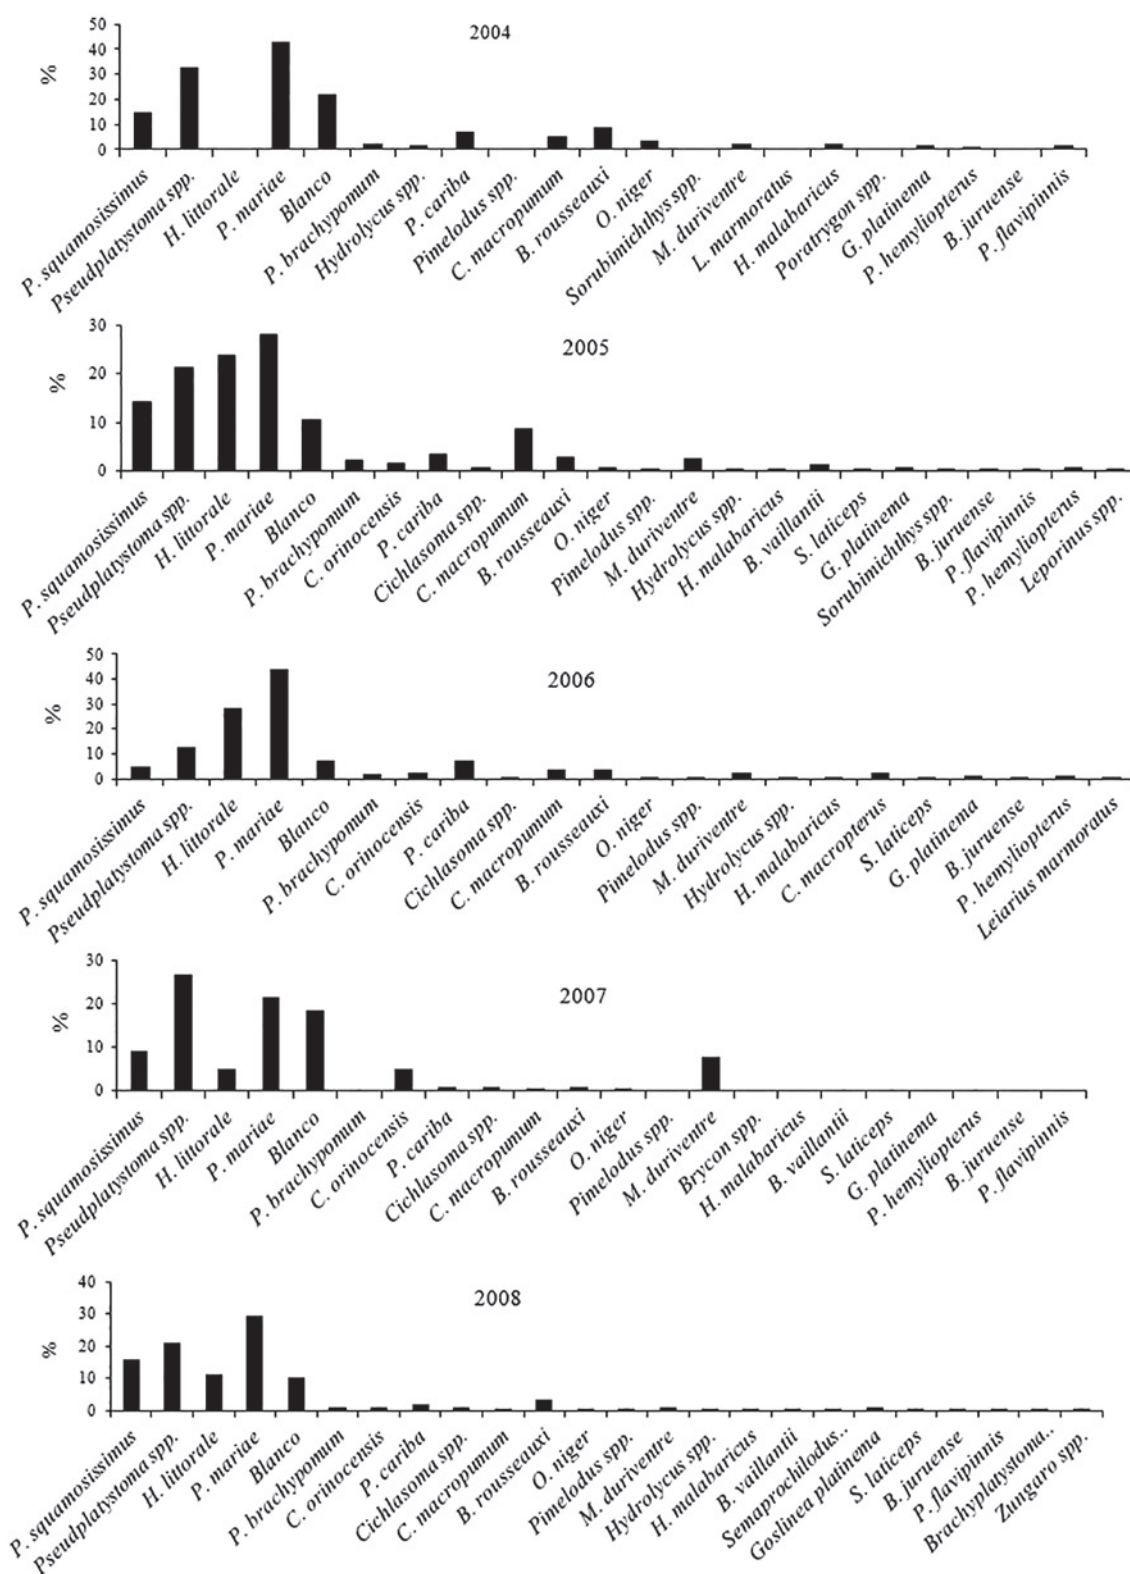 2004
%
50
40
30
20
10
0
P. squamosissimus
Pseudplatystoma spp.
H. littorale
P. mariae
Blanco
P. brachypomum
Hydrolycus spp.
P. cariba
Pimelodus spp.
C. macropumum
B. rousseauxi
O. niger
Sorubimichthys spp.
M. duriventre
L. marmoratus
H. malabaricus
Poratrygon spp.
G. platinema
P. hemyliopterus
B. juruense
P. flavipinnis
2005
%
30
20
10
0
P. squamosissimus
Pseudplatystoma spp.
H. littorale
P. mariae
Blanco
P. brachypomum
C. orinocensis
P. cariba
Cichlasoma spp.
C. macropumum
B. rousseauxi
O. niger
Pimelodus spp.
M. duriventre
Hydrolycus spp.
H. malabaricus
B. vaillantii
S. laticeps
G. platinema
Sorubimichthys spp.
B. juruense
P. flavipinnis
P. hemyliopterus
Leporinus spp.
2006
%
50
40
30
20
10
0
P. squamosissimus
Pseudplatystoma spp.
H. littorale
P. mariae
Blanco
P. brachypomum
C. orinocensis
P. cariba
Cichlasoma spp.
C. macropumum
B. rousseauxi
O. niger
Pimelodus spp.
M. duriventre
Hydrolycus spp.
H. malabaricus
C. macropterus
S. laticeps
G. platinema
B. juruense
P. hemyliopterus
Leiarius marmoratus
2007
%
30
20
10
0
P. squamosissimus
Pseudplatystoma spp.
H. littorale
P. mariae
Blanco
P. brachypomum
C. orinocensis
P. cariba
Cichlasoma spp.
C. macropumum
B. rousseauxi
O. niger
Pimelodus spp.
M. duriventre
Brycon spp.
H. malabaricus
B. vaillantii
S. laticeps
G. platinema
P. hemyliopterus
B. juruense
P. flavipinnis
2008
%
40
30
20
10
0
P. squamosissimus
Pseudplatystoma spp.
H. littorale
P. mariae
Blanco
P. brachypomum
C. orinocensis
P. cariba
Cichlasoma spp.
C. macropumum
B. rousseauxi
O. niger
Pimelodus spp.
M. duriventre
Hydrolycus spp.
H. malabaricus
B. vaillantii
Semaprochilodus..
Goslinea platinema
S. laticeps
B. juruense
P. flavipinnis
Brachyplatystoma..
Zungaro spp.